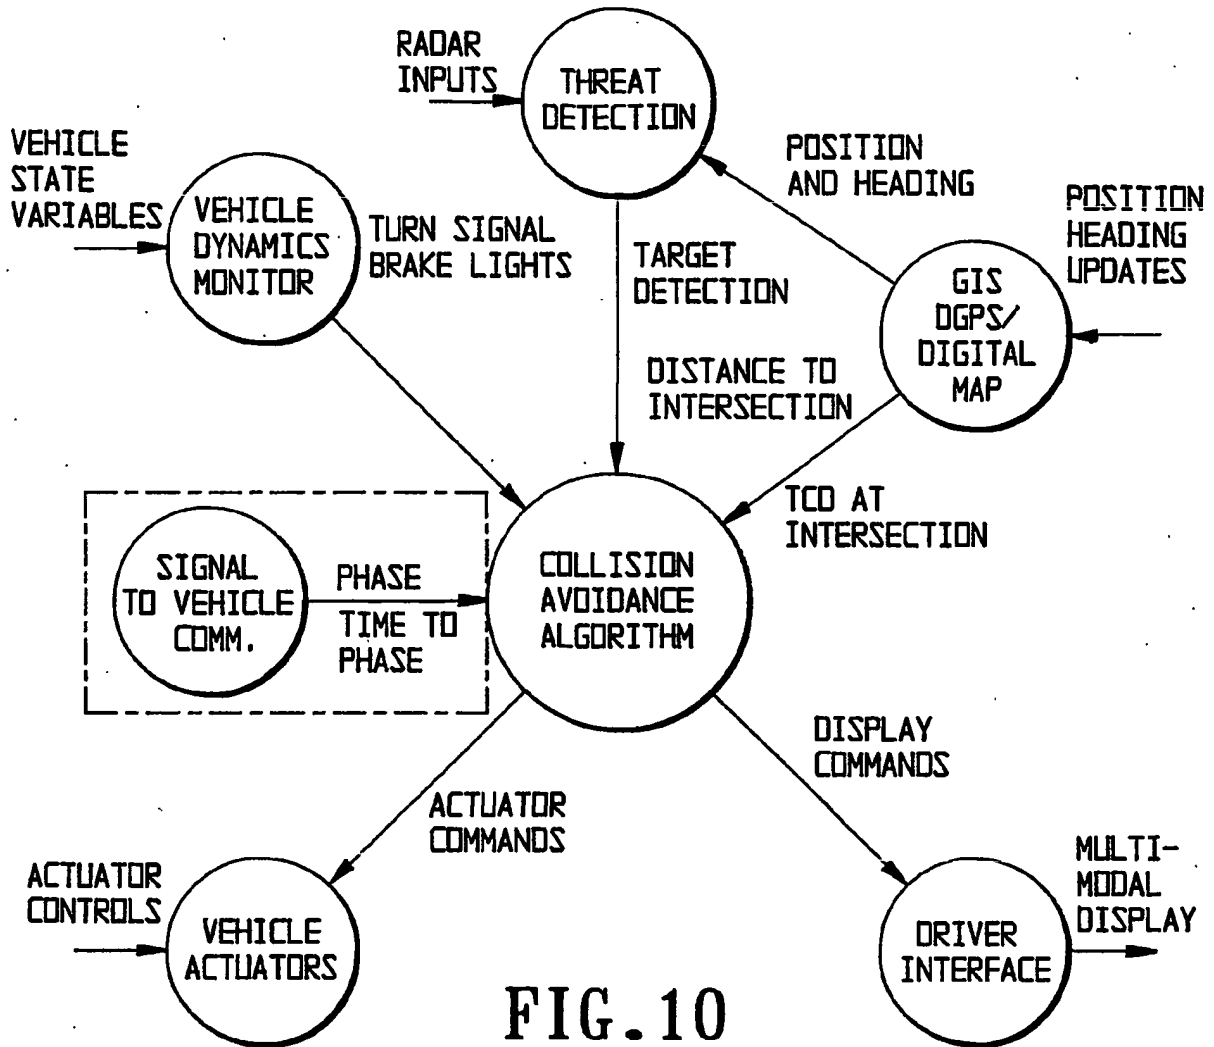 RADAR
INPUTS
THREAT
DETECTION
VEHICLE
STATE
VARIABLES
VEHICLE
DYNAMICS
MONITOR
TURN SIGNAL
BRAKE LIGHTS
POSITION
AND HEADING
POSITION
HEADING
UPDATES
TARGET
DETECTION
GIS
DGPS/
DIGITAL
MAP
DISTANCE TO
INTERSECTION
TCD AT
INTERSECTION
SIGNAL
TO VEHICLE
COMM.
PHASE
TIME TO
PHASE
COLLISION
AVOIDANCE
ALGORITHM
DISPLAY
COMMANDS
ACTUATOR
COMMANDS
ACTUATOR
CONTROLS
VEHICLE
ACTUATORS
DRIVER
INTERFACE
MULTI-
MODAL
DISPLAY
FIG.10